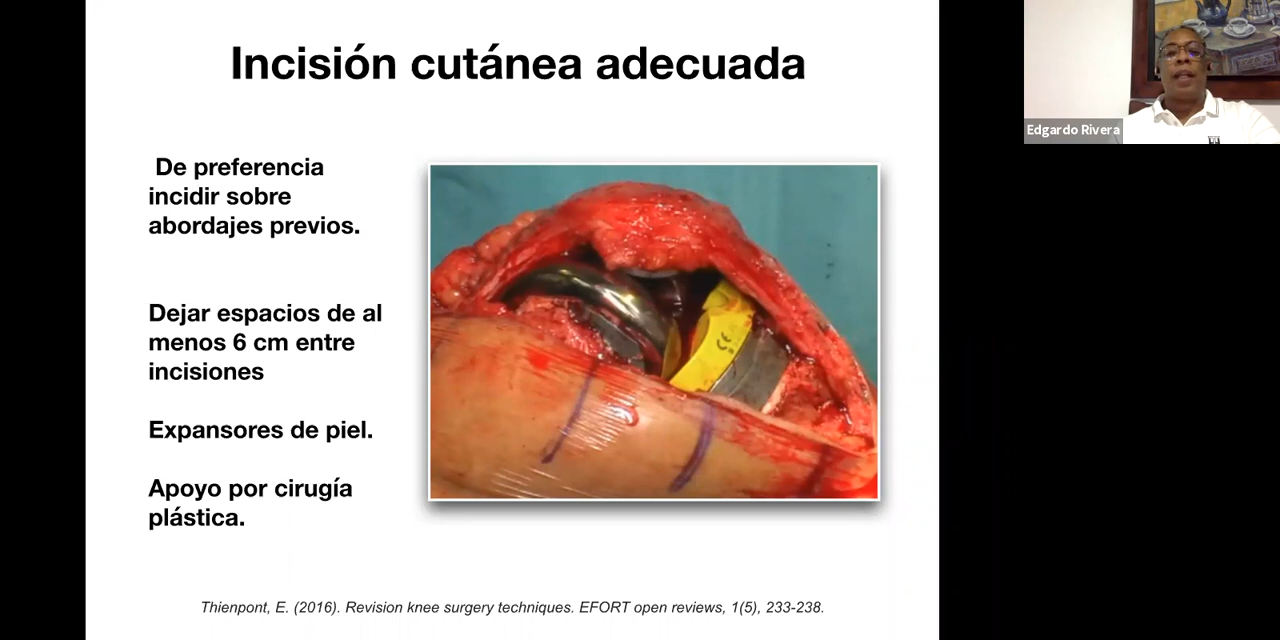 Incisión cutánea adecuada
De preferencia
incidir sobre
abordajes previos.
Dejar espacios de al
menos 6 cm entre
incisiones
Expansores de piel.
Apoyo por cirugía
plástica.
Thienpont, E. (2016). Revision knee surgery techniques. EFORT open reviews, 1(5), 233-238.
Edgardo Rivera